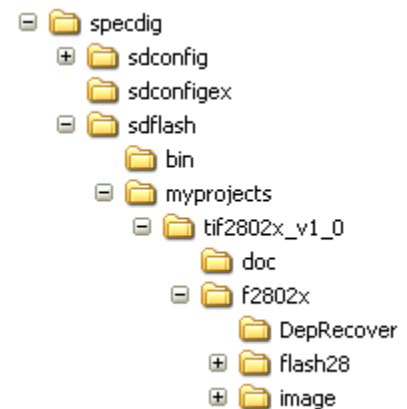 specdig
sdconfig
sdconfigex
sdflash
bin
myprojects
tif2802x_v1_0
doc
f2802x
DepRecover
flash28
image